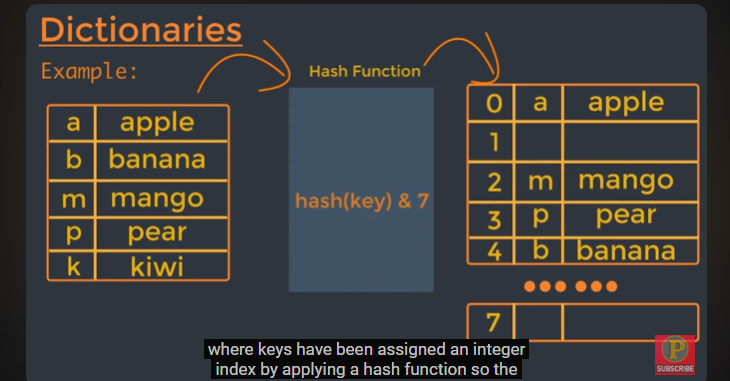 Dictionaries
Example:
Hash Function
a apple
b banana
m mango
p pear
k kiwi
hash(key) & 7
0 a apple
1
2 m mango
3 p pear
4 b banana
7
where keys have been assigned an integer
index by applying a hash function so the
P
SUBSCRIBE